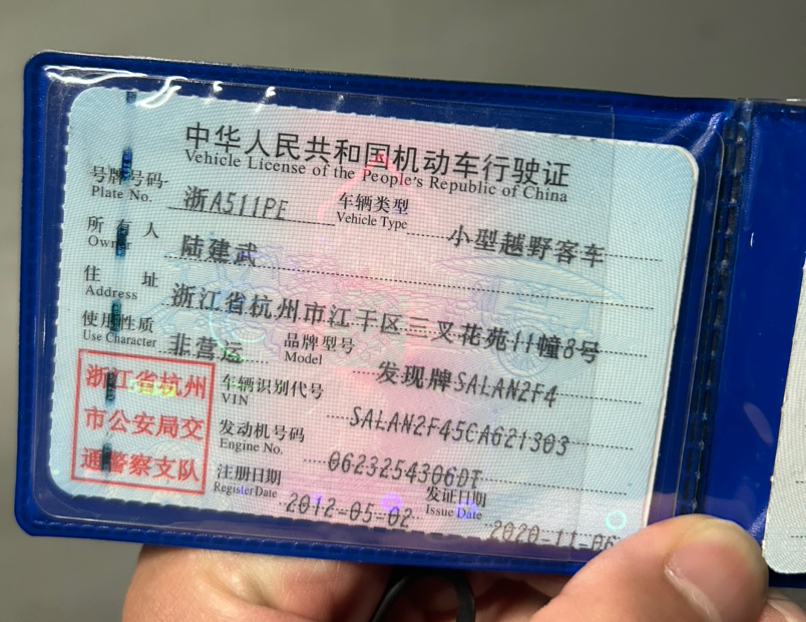 中华人民共和国机动车行驶证
Vehicle License of the People's Republic of China
号牌号码 浙A511PE 车辆类型 小型越野客车
Plate No. Vehicle Type
所有人 陆建武
Owner
住址 浙江省杭州市江干区三叉花苑11幢8号
Address
使用性质 非营运 品牌型号 发现牌SALAN2F4
Use Character Model
浙江省杭州
市公安局交
通警察支队
车辆识别代号 SALAN2F45CA621303
VIN
发动机号码 0623254306DT
Engine No.
注册日期 2012-05-02 发证日期 2020-11-06
Register Date Issue Date